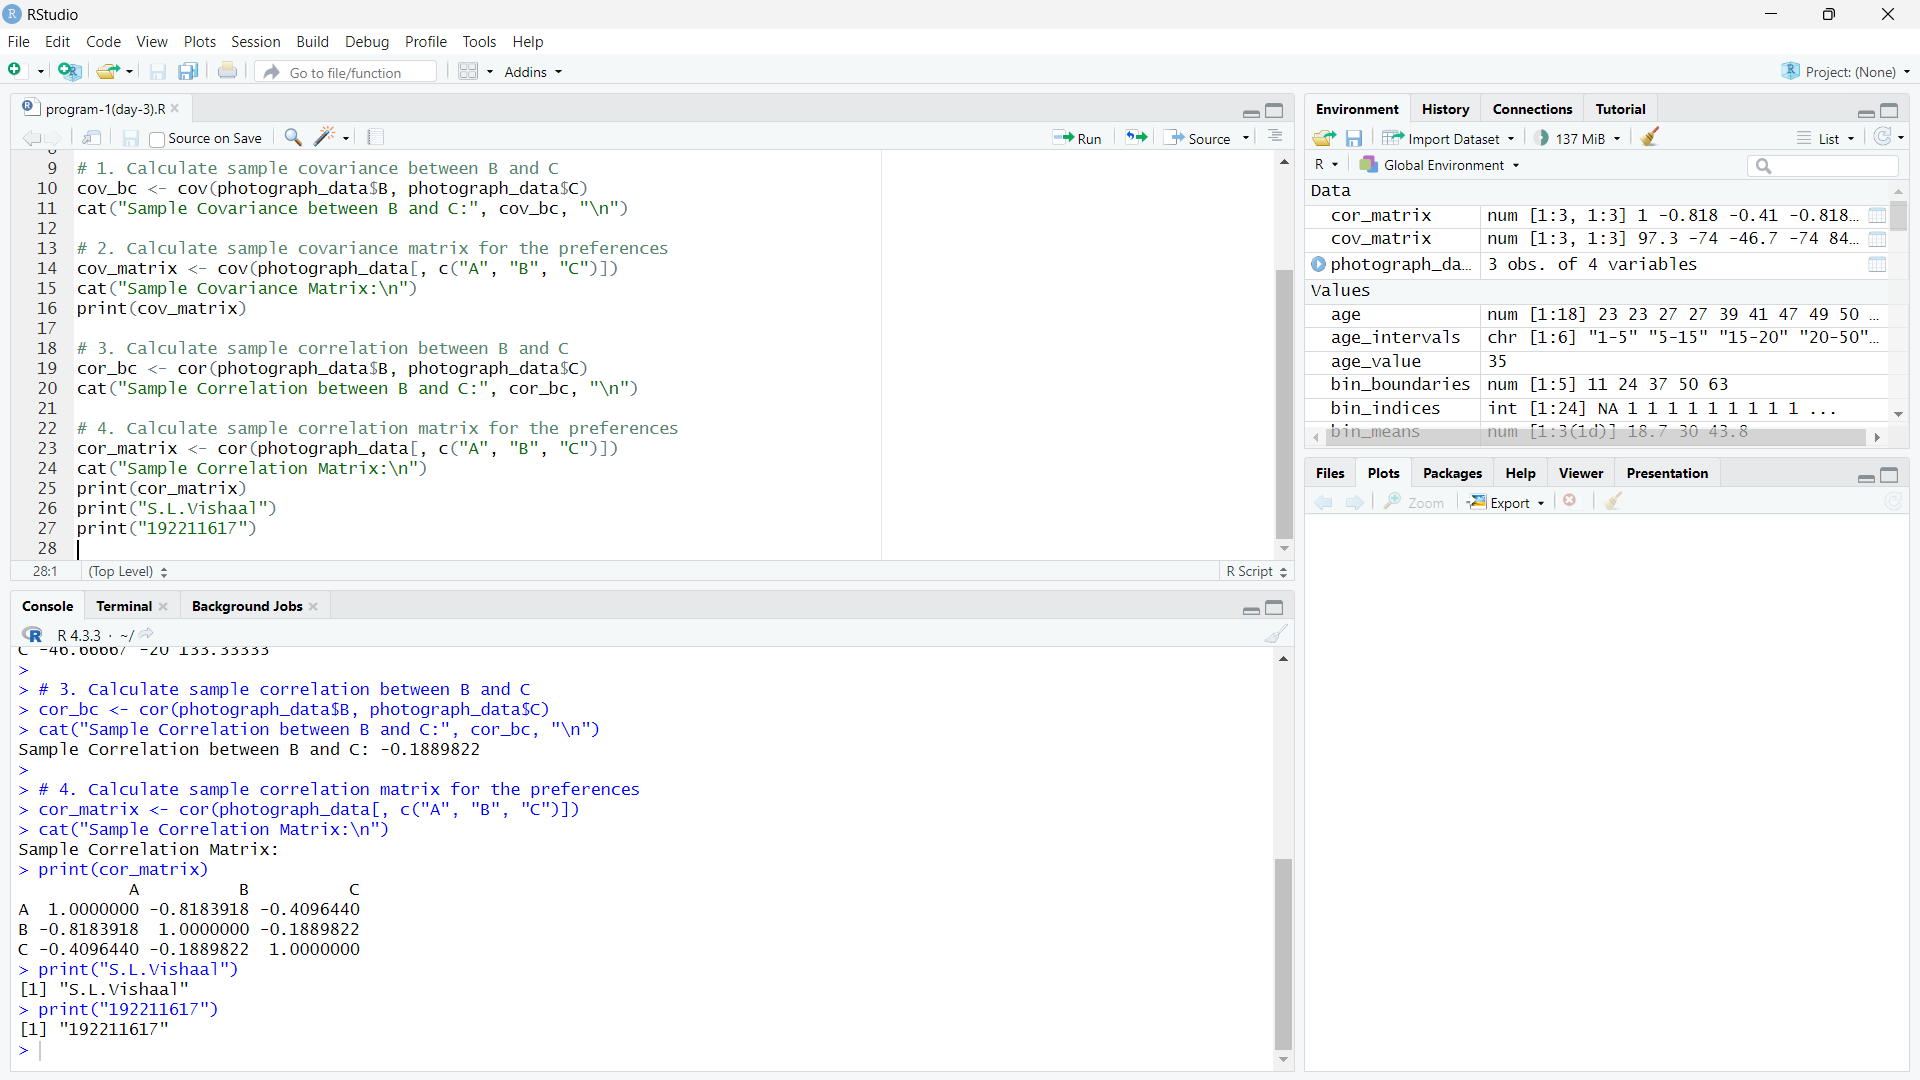 RStudio
File Edit Code View Plots Session Build Debug Profile Tools Help
Go to file/function Addins Project: (None)
program-1(day-3).R
Source on Save Run Source
9 # 1. Calculate sample covariance between B and C
10 cov_bc <- cov(photograph_data$B, photograph_data$C)
11 cat("Sample Covariance between B and C:", cov_bc, "\n")
12
13 # 2. Calculate sample covariance matrix for the preferences
14 cov_matrix <- cov(photograph_data[, c("A", "B", "C")])
15 cat("Sample Covariance Matrix:\n")
16 print(cov_matrix)
17
18 # 3. Calculate sample correlation between B and C
19 cor_bc <- cor(photograph_data$B, photograph_data$C)
20 cat("Sample Correlation between B and C:", cor_bc, "\n")
21
22 # 4. Calculate sample correlation matrix for the preferences
23 cor_matrix <- cor(photograph_data[, c("A", "B", "C")])
24 cat("Sample Correlation Matrix:\n")
25 print(cor_matrix)
26 print("S.L.Vishaal")
27 print("192211617")
28
28:1 (Top Level) R Script
Console Terminal Background Jobs
R 4.3.3 · ~/
C -46.66667 -20 133.33333
>
> # 3. Calculate sample correlation between B and C
> cor_bc <- cor(photograph_data$B, photograph_data$C)
> cat("Sample Correlation between B and C:", cor_bc, "\n")
Sample Correlation between B and C: -0.1889822
>
> # 4. Calculate sample correlation matrix for the preferences
> cor_matrix <- cor(photograph_data[, c("A", "B", "C")])
> cat("Sample Correlation Matrix:\n")
Sample Correlation Matrix:
> print(cor_matrix)
A B C
A 1.0000000 -0.8183918 -0.4096440
B -0.8183918 1.0000000 -0.1889822
C -0.4096440 -0.1889822 1.0000000
> print("S.L.Vishaal")
[1] "S.L.Vishaal"
> print("192211617")
[1] "192211617"
>
Environment History Connections Tutorial
Import Dataset 137 MiB List
R Global Environment
Data
cor_matrix num [1:3, 1:3] 1 -0.818 -0.41 -0.818…
cov_matrix num [1:3, 1:3] 97.3 -74 -46.7 -74 84…
photograph_da… 3 obs. of 4 variables
Values
age num [1:18] 23 23 27 27 39 41 47 49 50 …
age_intervals chr [1:6] "1-5" "5-15" "15-20" "20-50"…
age_value 35
bin_boundaries num [1:5] 11 24 37 50 63
bin_indices int [1:24] NA 1 1 1 1 1 1 1 1 1 ...
bin_means num [1:3(1d)] 18.7 30 43.8
Files Plots Packages Help Viewer Presentation
Zoom Export